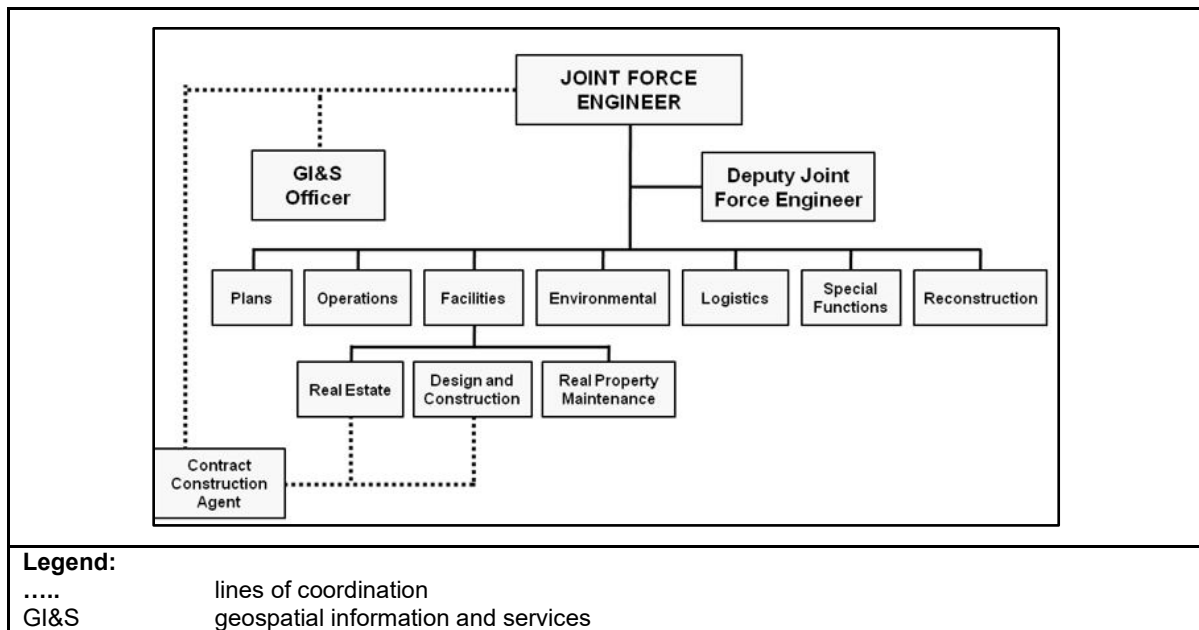 JOINT FORCE
ENGINEER
GI&S
Officer
Deputy Joint
Force Engineer
Plans
Operations
Facilities
Environmental
Logistics
Special
Functions
Reconstruction
Real Estate
Design and
Construction
Real Property
Maintenance
Contract
Construction
Agent
Legend:
….. lines of coordination
GI&S geospatial information and services